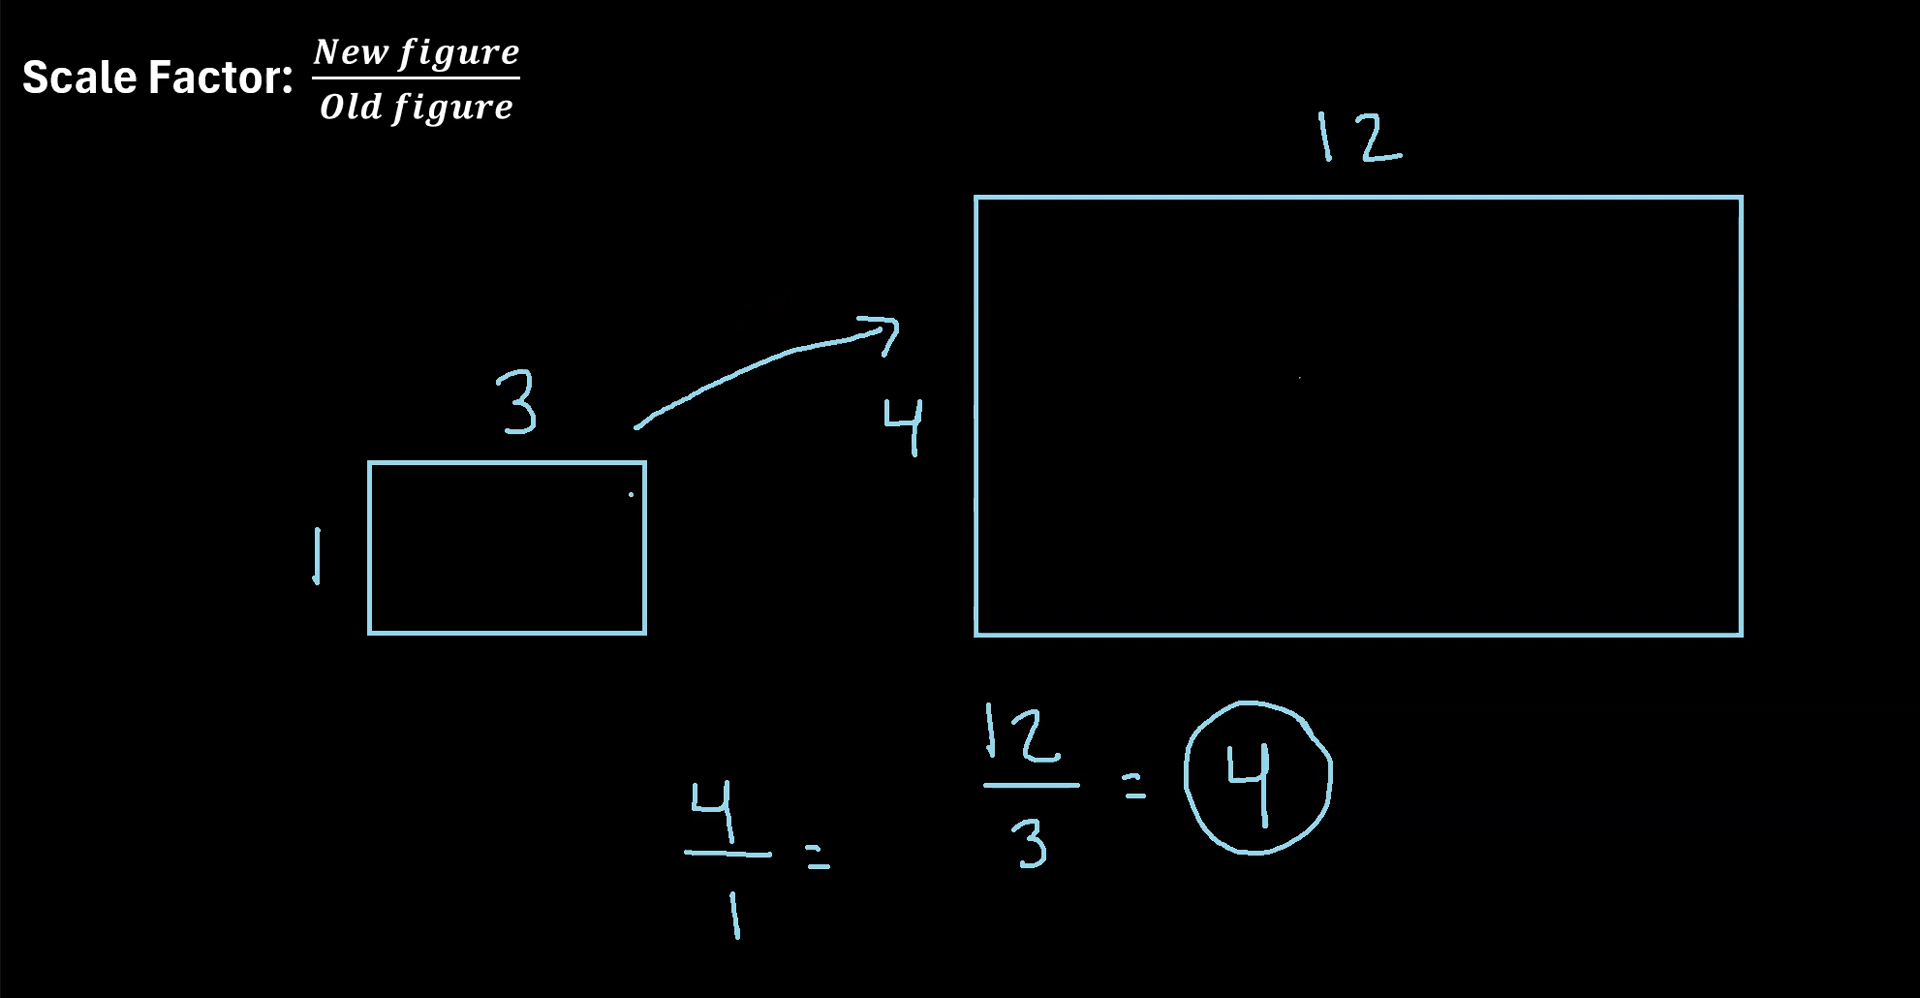 Scale Factor: New figure / Old figure
12
3
4
1
12 / 3 = 4
4 / 1 =